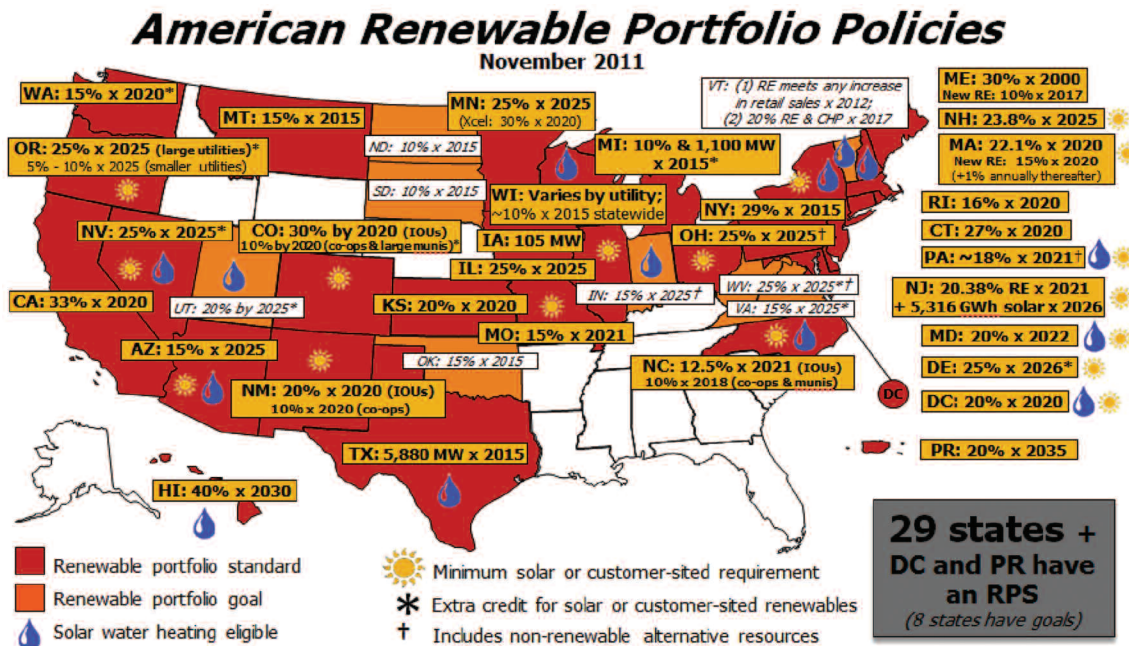 American Renewable Portfolio Policies
November 2011
WA: 15% x 2020*
MT: 15% x 2015
MN: 25% x 2025
(Xcel: 30% x 2020)
VT: (1) RE meets any increase
in retail sales x 2012;
(2) 20% RE & CHP x 2017
ME: 30% x 2000
New RE: 10% x 2017
NH: 23.8% x 2025
OR: 25% x 2025 (large utilities)*
5% - 10% x 2025 (smaller utilities)
ND: 10% x 2015
MI: 10% & 1,100 MW
x 2015*
MA: 22.1% x 2020
New RE: 15% x 2020
(+1% annually thereafter)
SD: 10% x 2015
WI: Varies by utility;
~10% x 2015 statewide
NY: 29% x 2015
RI: 16% x 2020
NV: 25% x 2025*
CO: 30% by 2020 (IOUs)
10% by 2020 (co-ops & large munis)*
IA: 105 MW
OH: 25% x 2025†
CT: 27% x 2020
PA: ~18% x 2021†
IL: 25% x 2025
CA: 33% x 2020
UT: 20% by 2025*
KS: 20% x 2020
IN: 15% x 2025†
WV: 25% x 2025*†
VA: 15% x 2025*
NJ: 20.38% RE x 2021
+ 5,316 GWh solar x 2026
MO: 15% x 2021
MD: 20% x 2022
AZ: 15% x 2025
OK: 15% x 2015
NC: 12.5% x 2021 (IOUs)
10% x 2018 (co-ops & munis)
DE: 25% x 2026*
NM: 20% x 2020 (IOUs)
10% x 2020 (co-ops)
DC
DC: 20% x 2020
TX: 5,880 MW x 2015
PR: 20% x 2035
HI: 40% x 2030
29 states +
DC and PR have
an RPS
(8 states have goals)
Renewable portfolio standard
Renewable portfolio goal
Solar water heating eligible
Minimum solar or customer-sited requirement
* Extra credit for solar or customer-sited renewables
† Includes non-renewable alternative resources